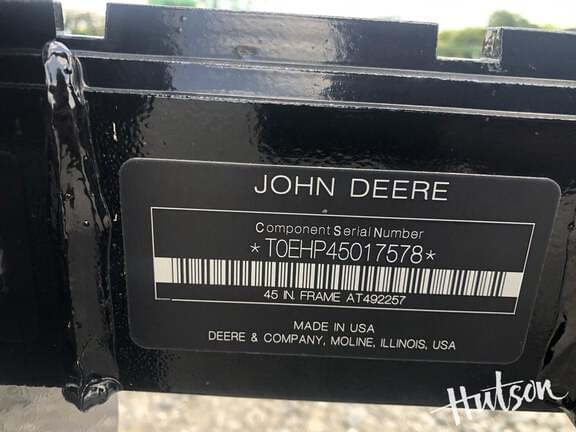 JOHN DEERE
Component Serial Number
*T0EHP45017578*
45 IN. FRAME AT492257
MADE IN USA
DEERE & COMPANY, MOLINE, ILLINOIS, USA
Hutson